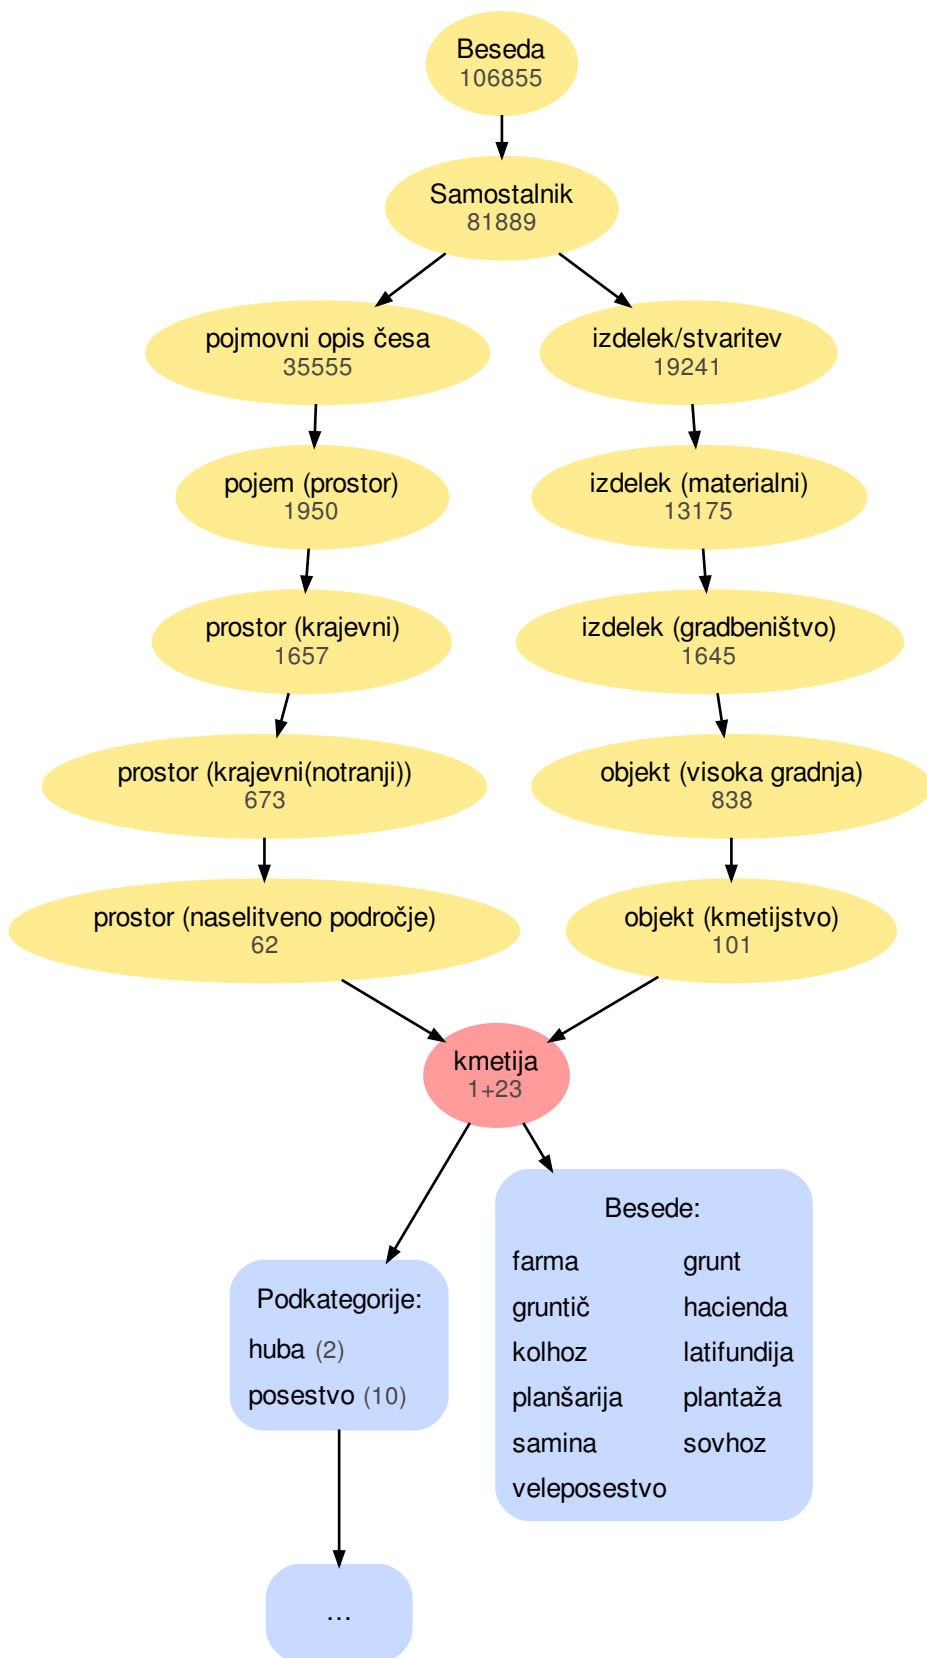 Beseda
106855
Samostalnik
81889
pojmovni opis česa
35555
izdelek/stvaritev
19241
pojem (prostor)
1950
izdelek (materialni)
13175
prostor (krajevni)
1657
izdelek (gradbeništvo)
1645
prostor (krajevni(notranji))
673
objekt (visoka gradnja)
838
prostor (naselitveno področje)
62
objekt (kmetijstvo)
101
kmetija
1+23
Podkategorije:
huba (2)
posestvo (10)
Besede:
farma grunt
gruntič hacienda
kolhoz latifundija
planšarija plantaža
samina sovhoz
veleposestvo
...